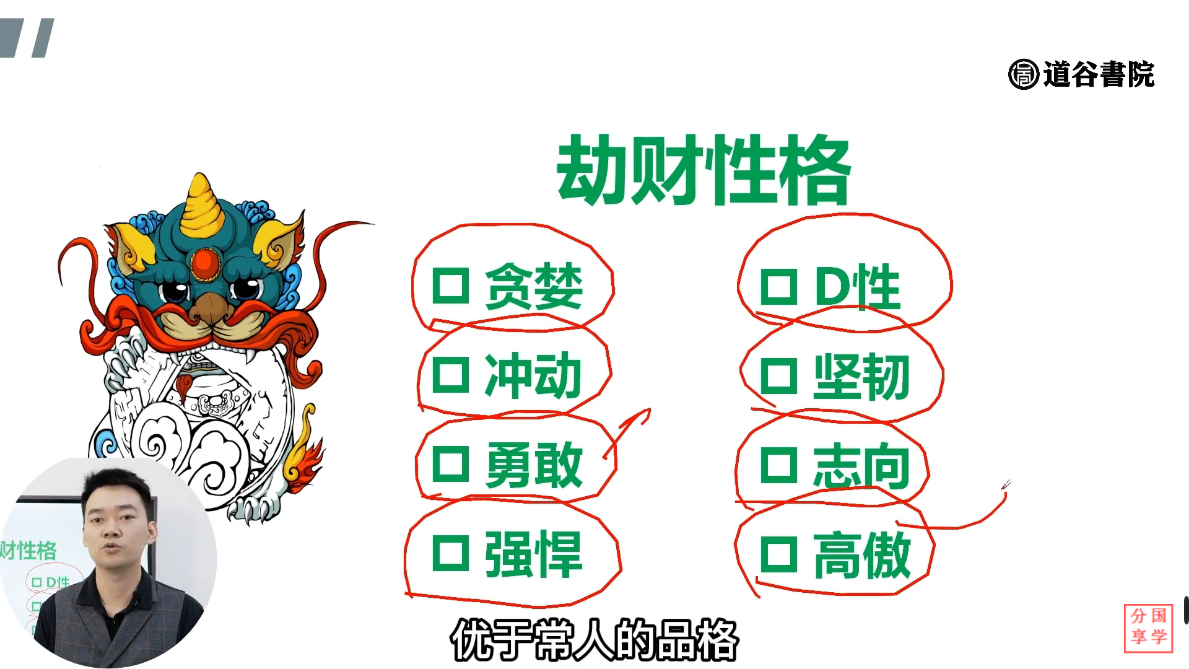 道谷書院
劫财性格
贪婪
D性
冲动
坚韧
勇敢
志向
强悍
高傲
财性格
D性
优于常人的品格
分国
享学